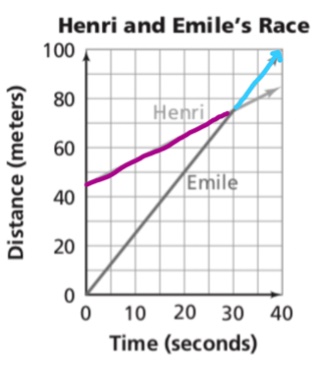 Henri and Emile's Race
Distance (meters)
100
80
60
40
20
0
Henri
Emile
0 10 20 30 40
Time (seconds)